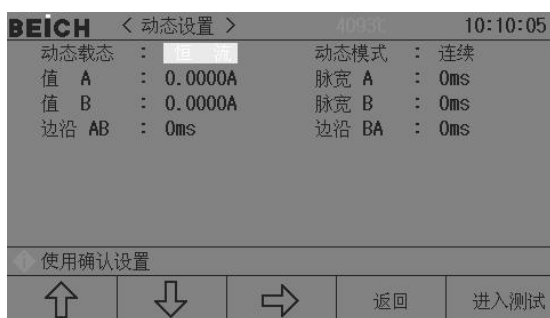 BEICH < 动态设置 > 4093C 10:10:05
动态载态 : 恒 流 动态模式 : 连续
值 A : 0.0000A 脉宽 A : 0ms
值 B : 0.0000A 脉宽 B : 0ms
边沿 AB : 0ms 边沿 BA : 0ms
使用确认设置
返回 进入测试